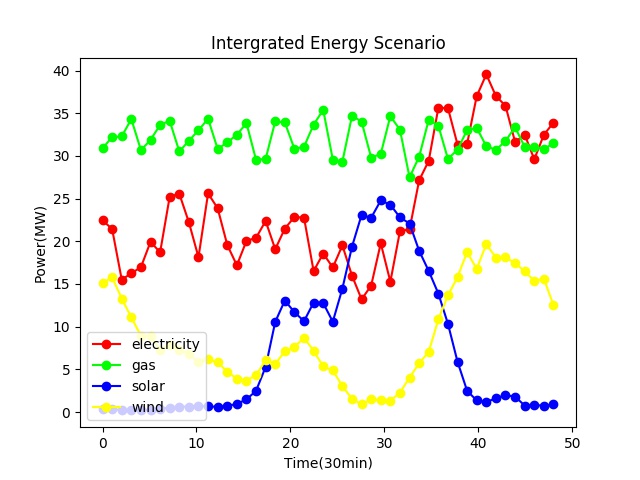 Intergrated Energy Scenario
Power(MW)
40
35
30
25
20
15
10
5
0
electricity
gas
solar
wind
0 10 20 30 40 50
Time(30min)